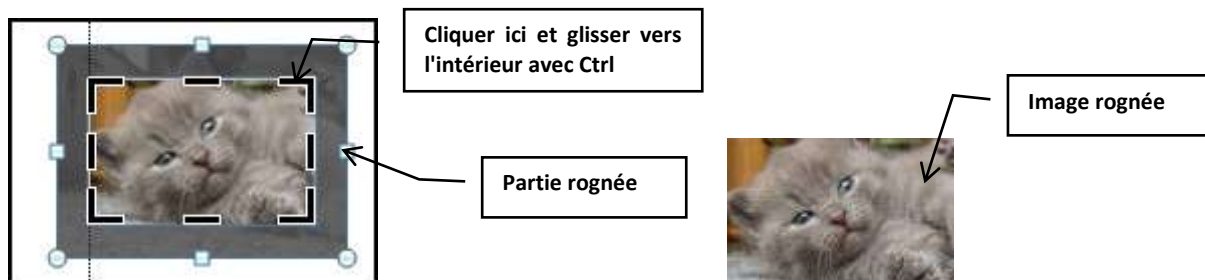 Cliquer ici et glisser vers
l'intérieur avec Ctrl
Image rognée
Partie rognée